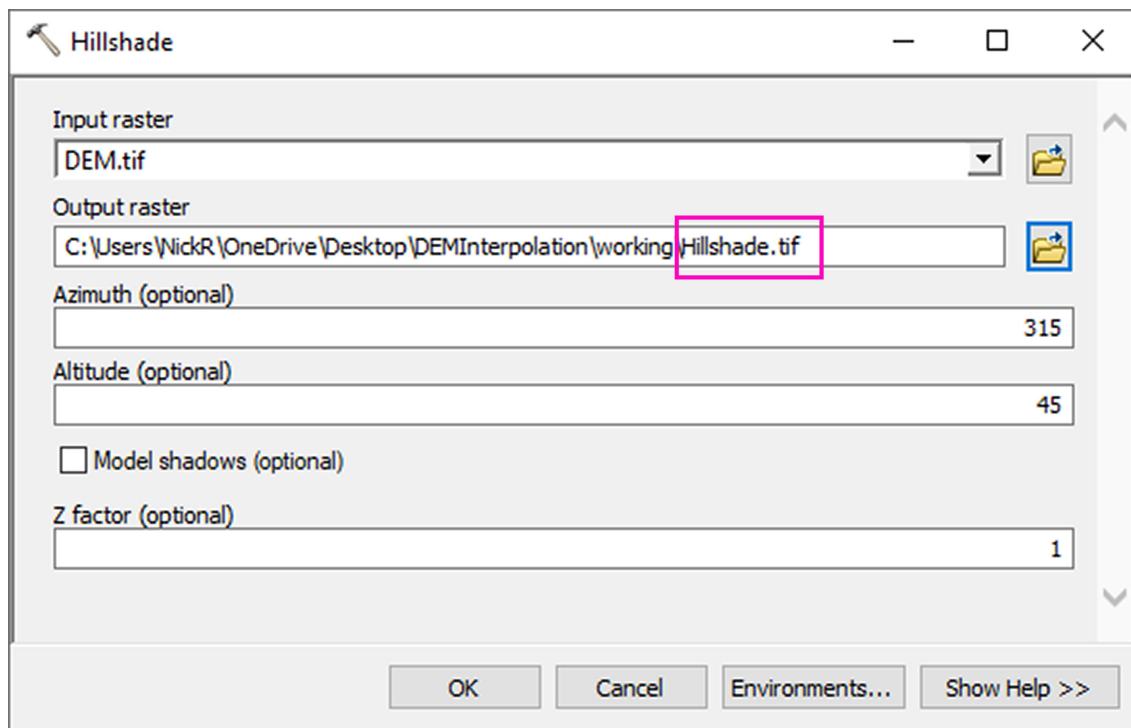 Hillshade
Input raster
DEM.tif
Output raster
C:\Users\NickR\OneDrive\Desktop\DEMInterpolation\working\Hillshade.tif
Azimuth (optional)
315
Altitude (optional)
45
Model shadows (optional)
Z factor (optional)
1
OK Cancel Environments... Show Help >>